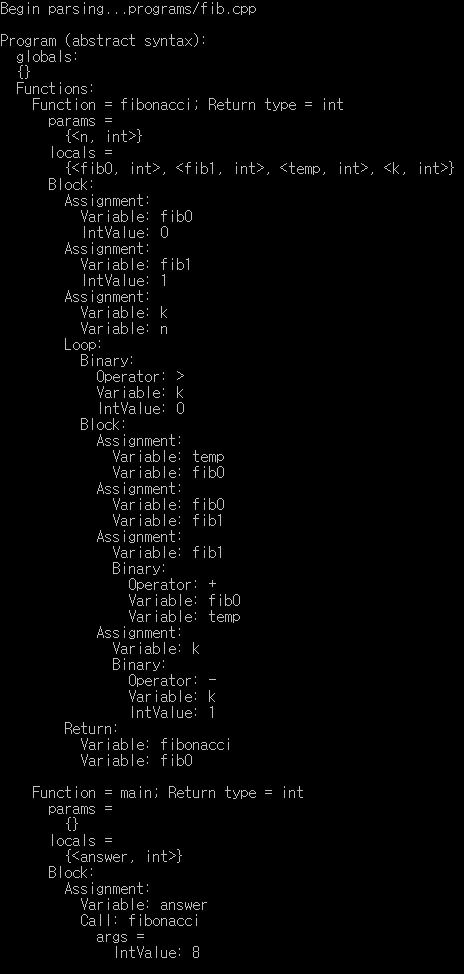 Begin parsing...programs/fib.cpp

Program (abstract syntax):
  globals:
  {}
  Functions:
    Function = fibonacci; Return type = int
      params =
        {<n, int>}
      locals =
        {<fib0, int>, <fib1, int>, <temp, int>, <k, int>}
      Block:
        Assignment:
          Variable: fib0
          IntValue: 0
        Assignment:
          Variable: fib1
          IntValue: 1
        Assignment:
          Variable: k
          Variable: n
        Loop:
          Binary:
            Operator: >
            Variable: k
            IntValue: 0
          Block:
            Assignment:
              Variable: temp
              Variable: fib0
            Assignment:
              Variable: fib0
              Variable: fib1
            Assignment:
              Variable: fib1
              Binary:
                Operator: +
                Variable: fib0
                Variable: temp
            Assignment:
              Variable: k
              Binary:
                Operator: -
                Variable: k
                IntValue: 1
        Return:
          Variable: fibonacci
          Variable: fib0

    Function = main; Return type = int
      params =
        {}
      locals =
        {<answer, int>}
      Block:
        Assignment:
          Variable: answer
          Call: fibonacci
            args =
              IntValue: 8